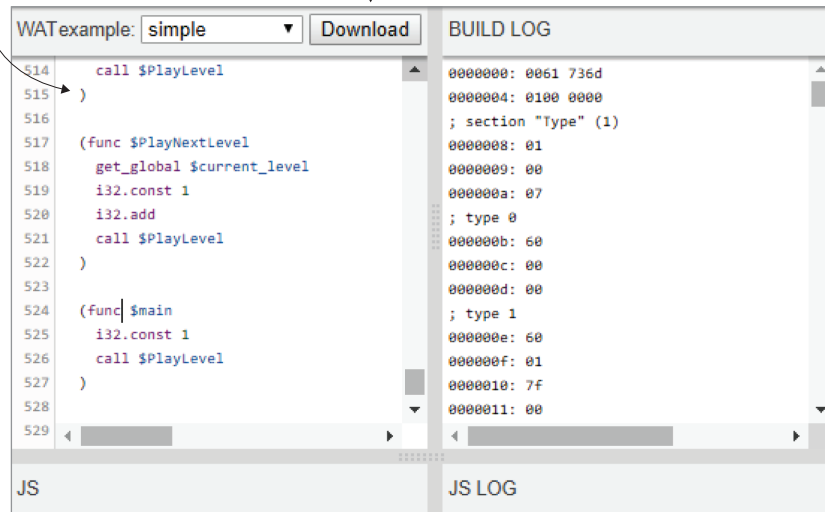 WAT example: simple Download
514 call $PlayLevel
515 )
516
517 (func $PlayNextLevel
518 get_global $current_level
519 i32.const 1
520 i32.add
521 call $PlayLevel
522 )
523
524 (func $main
525 i32.const 1
526 call $PlayLevel
527 )
528
529
BUILD LOG
0000000: 0061 736d
0000004: 0100 0000
; section "Type" (1)
0000008: 01
0000009: 00
000000a: 07
; type 0
000000b: 60
000000c: 00
000000d: 00
; type 1
000000e: 60
000000f: 01
0000010: 7f
0000011: 00
JS
JS LOG